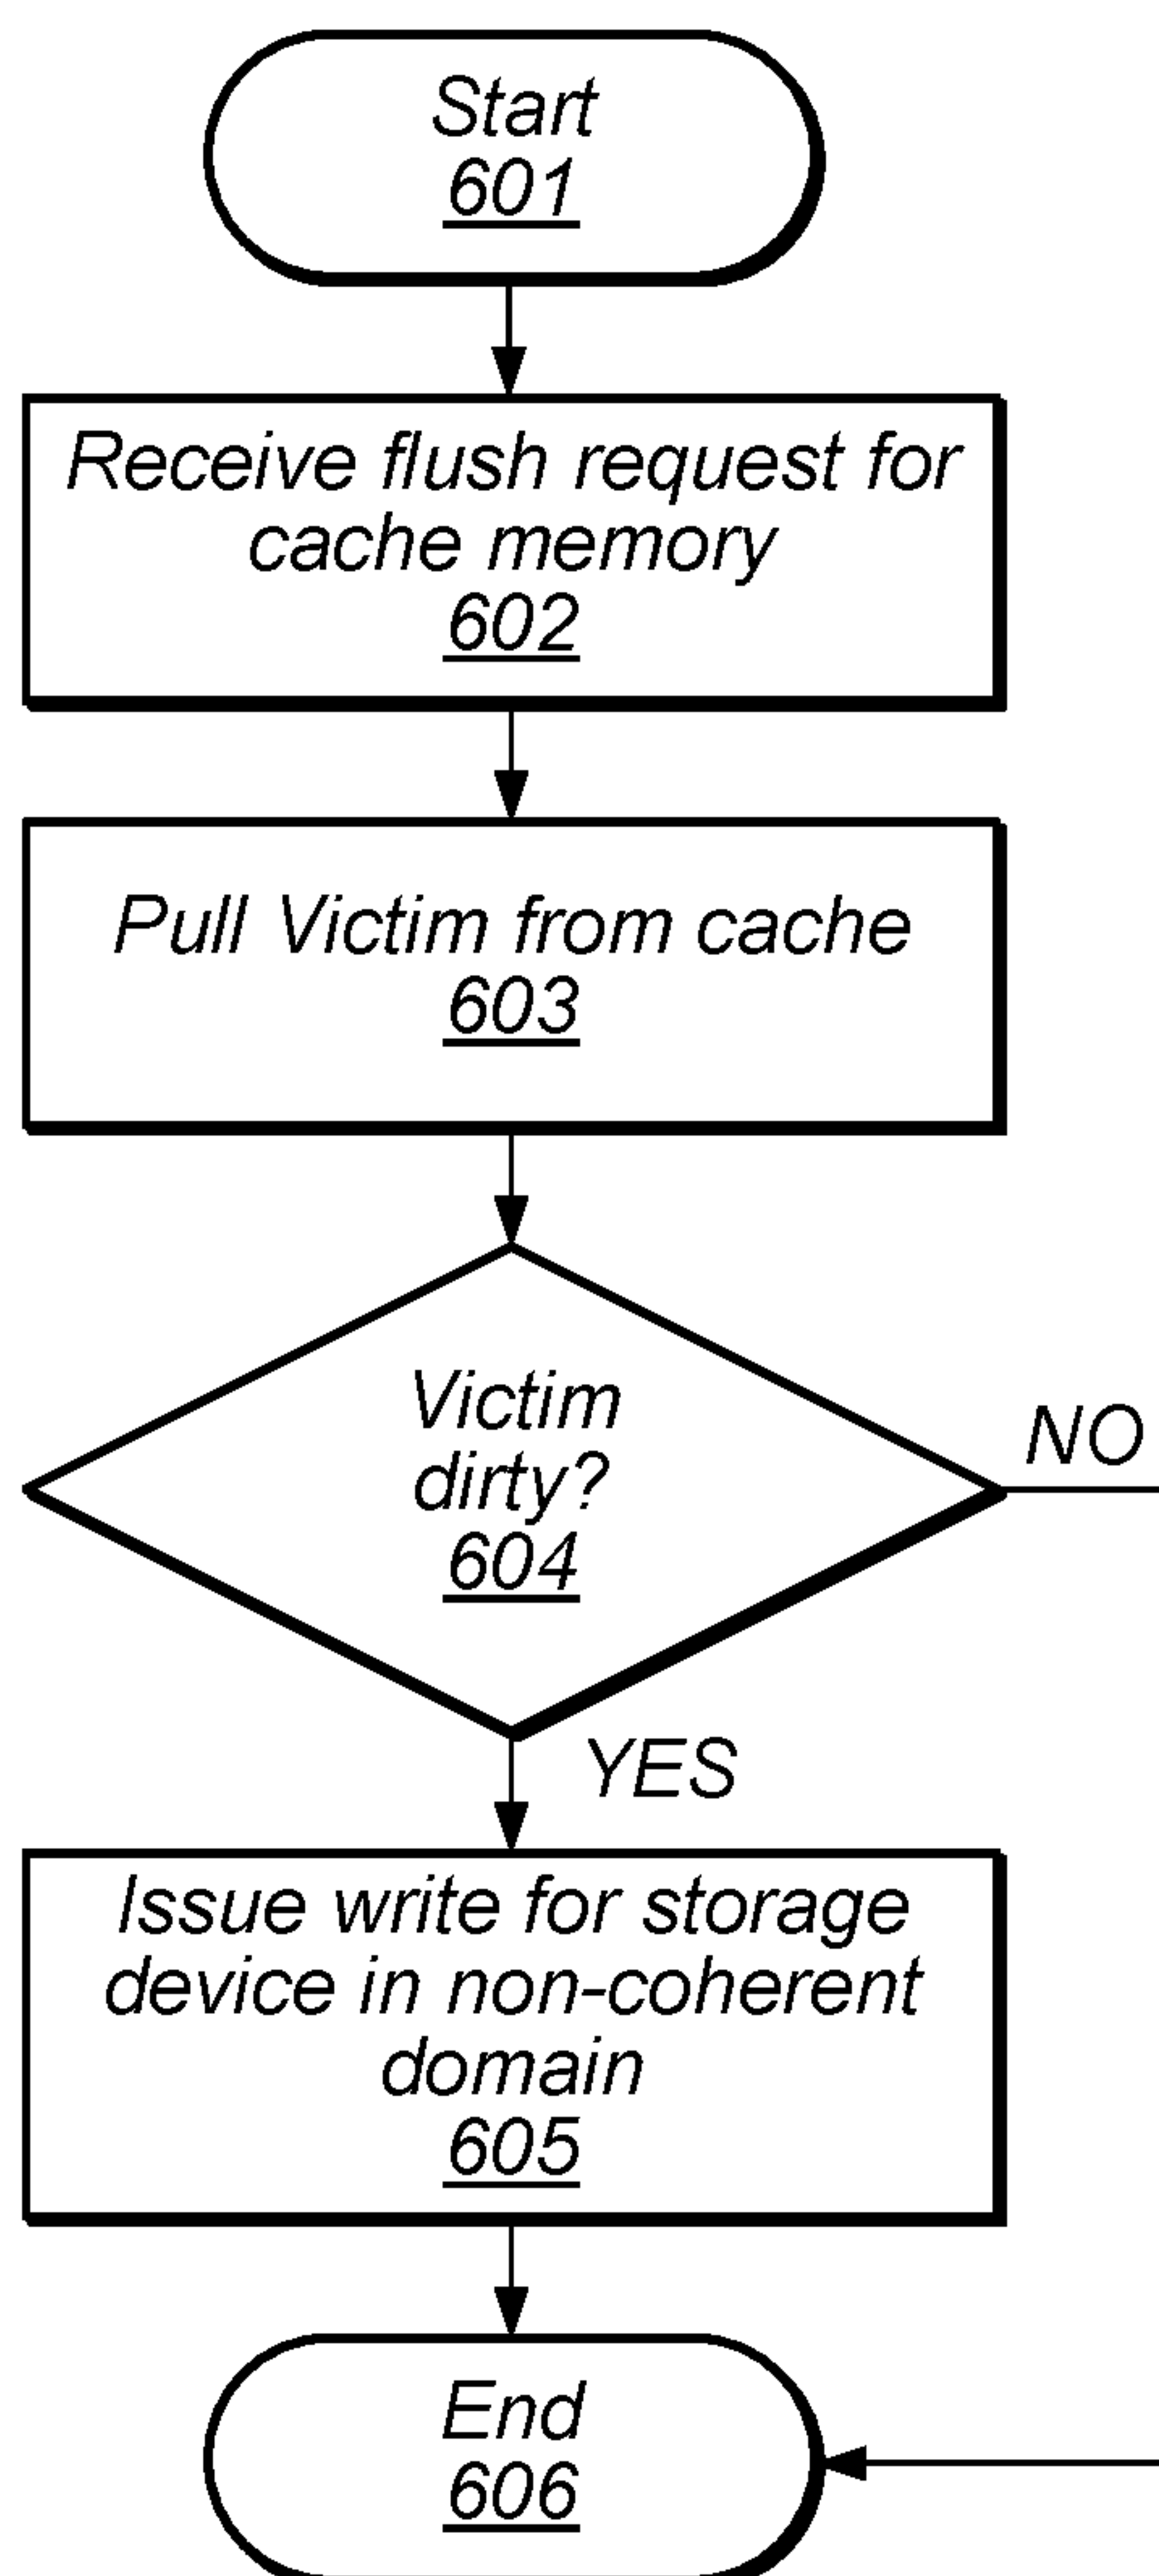 Start
601
Receive flush request for
cache memory
602
Pull Victim from cache
603
Victim
dirty?
604
NO
YES
Issue write for storage
device in non-coherent
domain
605
End
606